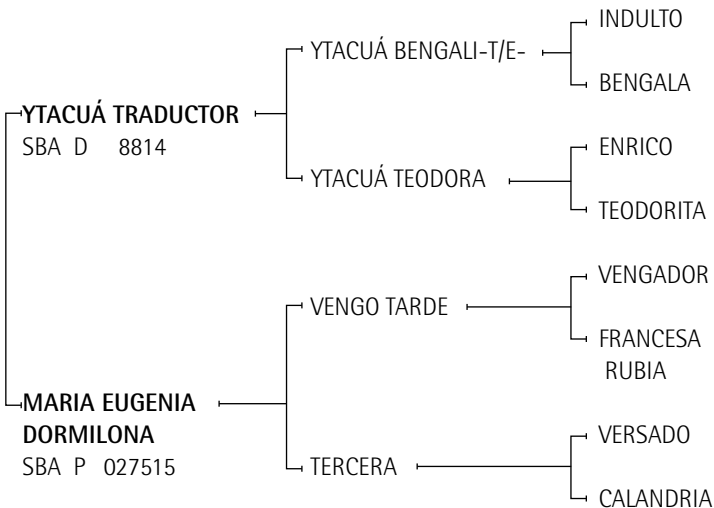 INDULTO
YTACUÁ BENGALI-T/E-
BENGALA
YTACUÁ TRADUCTOR
SBA D 8814
ENRICO
YTACUÁ TEODORA
TEODORITA
VENGADOR
VENGO TARDE
FRANCESA
RUBIA
MARIA EUGENIA
DORMILONA
SBA P 027515
VERSADO
TERCERA
CALANDRIA